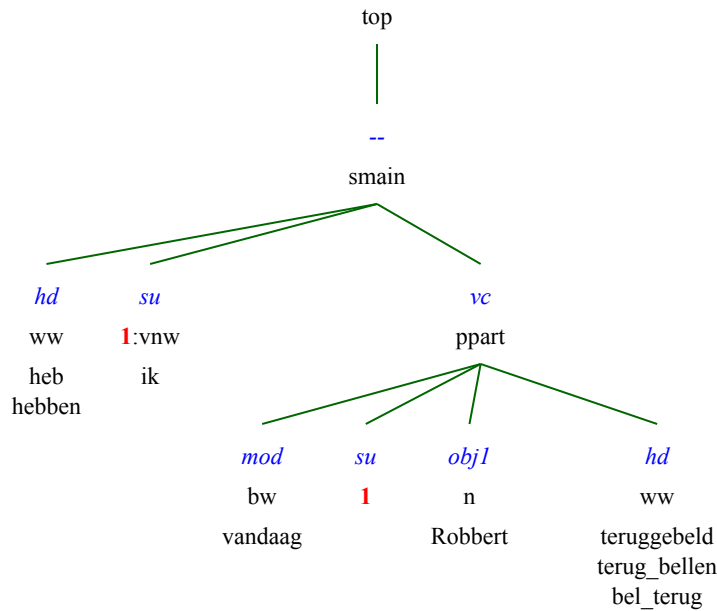 top
--
smain
hd su vc
ww 1:vnw ppart
heb ik
hebben
mod su obj1 hd
bw 1 n ww
vandaag Robbert teruggebeld
terug_bellen
bel_terug